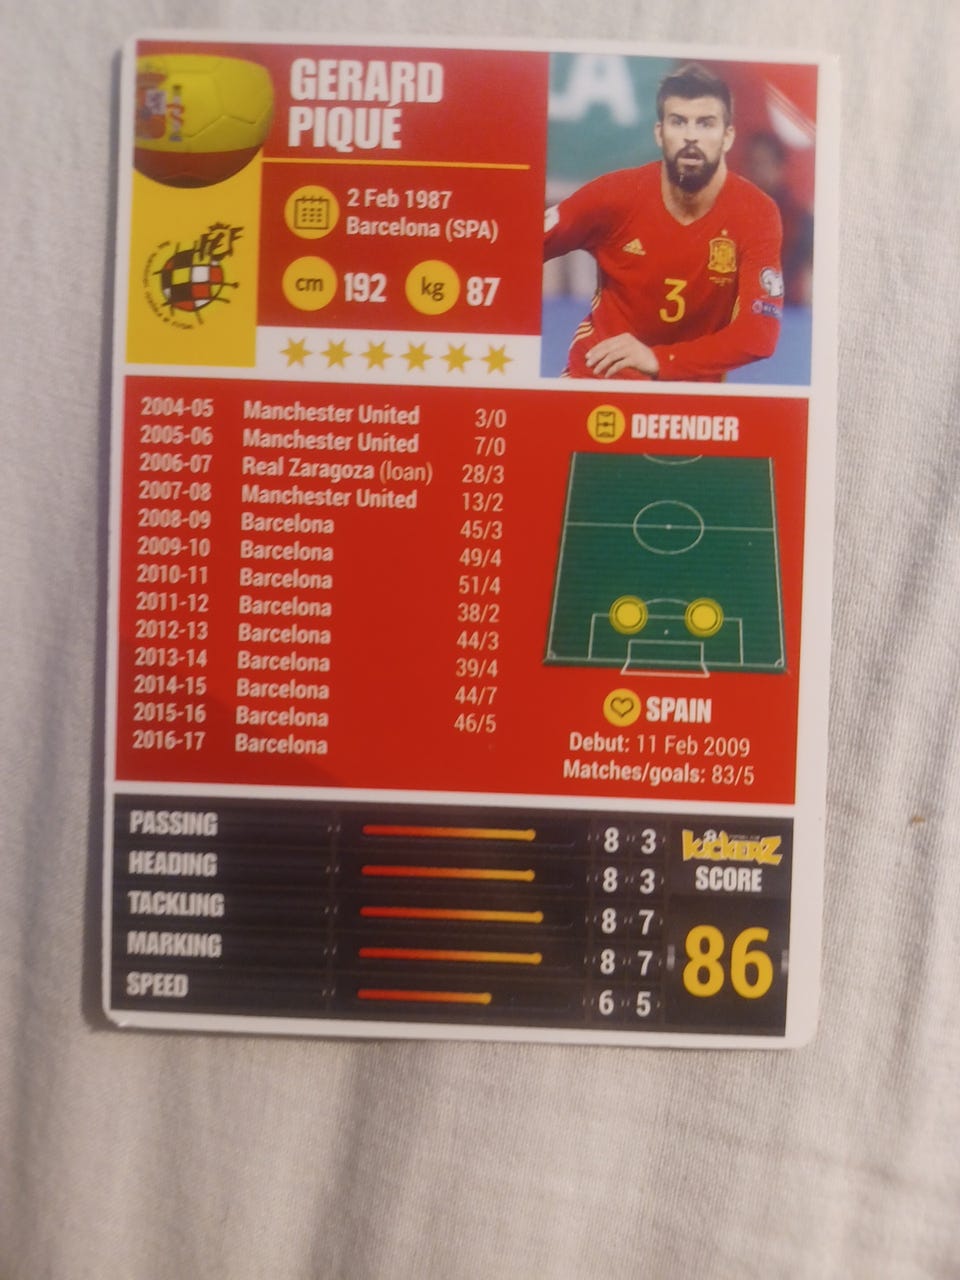 GERARD
PIQUÉ
2 Feb 1987
Barcelona (SPA)
cm 192 kg 87
3
2004-05 Manchester United 3/0
2005-06 Manchester United 7/0
2006-07 Real Zaragoza (loan) 28/3
2007-08 Manchester United 13/2
2008-09 Barcelona 45/3
2009-10 Barcelona 49/4
2010-11 Barcelona 51/4
2011-12 Barcelona 38/2
2012-13 Barcelona 44/3
2013-14 Barcelona 39/4
2014-15 Barcelona 44/7
2015-16 Barcelona 46/5
2016-17 Barcelona
DEFENDER
SPAIN
Debut: 11 Feb 2009
Matches/goals: 83/5
PASSING 8 3
HEADING 8 3
TACKLING 8 7
MARKING 8 7
SPEED 6 5
KICKERZ
SCORE
86